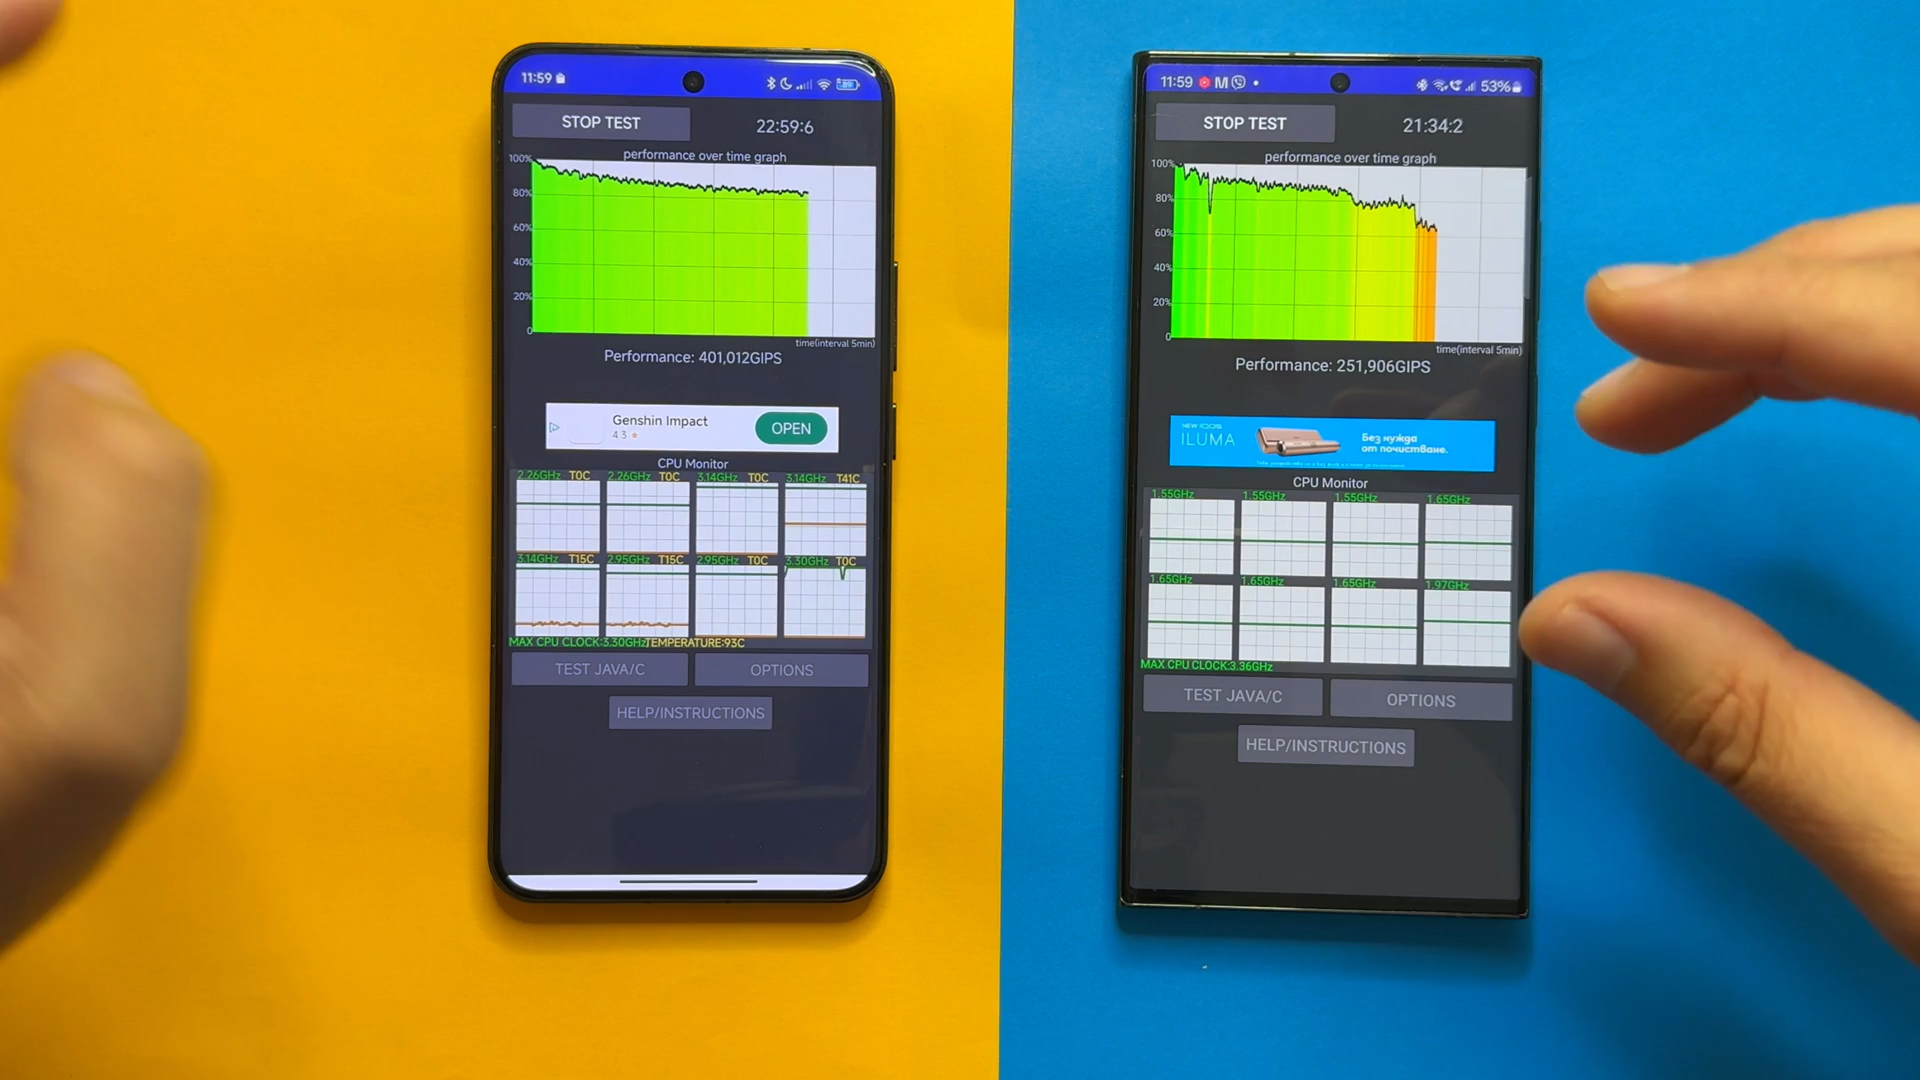 11:59
STOP TEST
22:59:6
performance over time graph
100%
80%
60%
40%
20%
0
time(interval 5min)
Performance: 401,012GIPS
Genshin Impact
4.3 ★
OPEN
CPU Monitor
2.26GHz T0C 2.26GHz T0C 3.14GHz T0C 3.14GHz T41C
3.14GHz T15C 2.95GHz T15C 2.95GHz T0C 3.30GHz T0C
MAX CPU CLOCK:3.30GHz TEMPERATURE:93C
TEST JAVA/C
OPTIONS
HELP/INSTRUCTIONS
11:59 M 53%
STOP TEST
21:34:2
performance over time graph
100%
80%
60%
40%
20%
0
time(interval 5min)
Performance: 251,906GIPS
NEW IQOS
ILUMA
Без нужда
от почистване.
CPU Monitor
1.55GHz 1.55GHz 1.55GHz 1.65GHz
1.65GHz 1.65GHz 1.65GHz 1.97GHz
MAX CPU CLOCK:3.36GHz
TEST JAVA/C
OPTIONS
HELP/INSTRUCTIONS